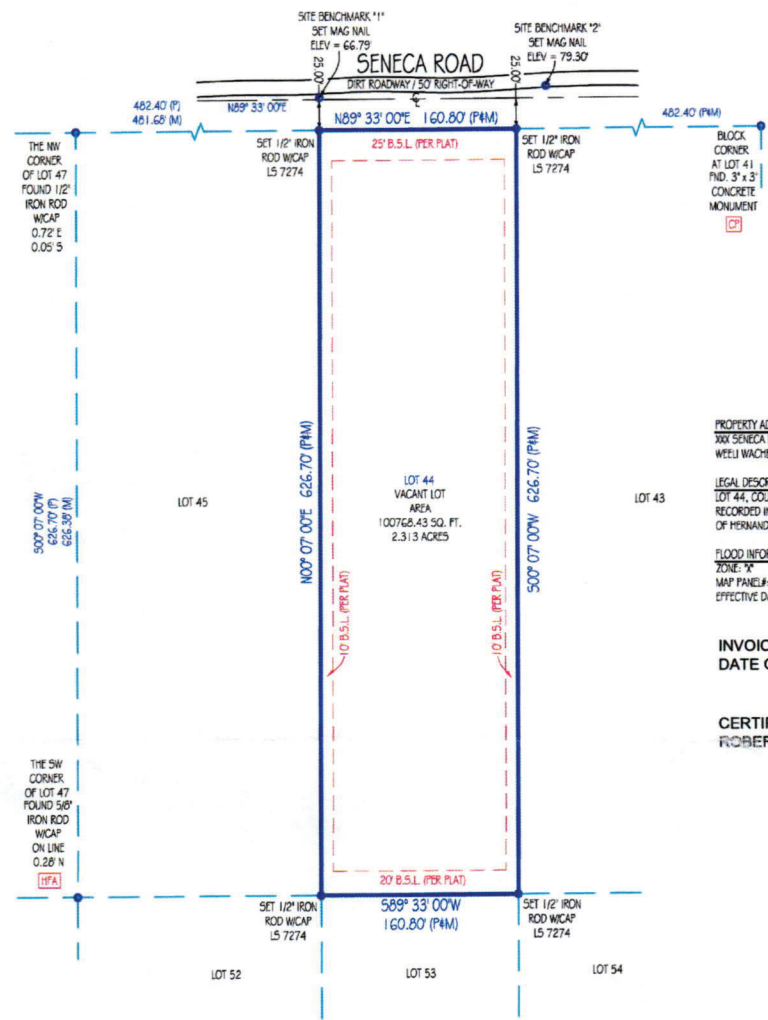 SITE BENCHMARK "1"
SET MAG NAIL
ELEV = 66.79'
SITE BENCHMARK "2"
SET MAG NAIL
ELEV = 79.30'
25.00'
SENECA ROAD
25.00'
DIRT ROADWAY / 50' RIGHT-OF-WAY
℄
482.40' (P)
481.68' (M)
N89° 33' 00"E
N89° 33' 00"E 160.80' (P&M)
482.40' (P&M)
THE NW
CORNER
OF LOT 47
FOUND 1/2"
IRON ROD
W/CAP
0.72' E
0.05' S
SET 1/2" IRON
ROD W/CAP
LS 7274
25' B.S.L. (PER PLAT)
SET 1/2" IRON
ROD W/CAP
LS 7274
BLOCK
CORNER
AT LOT 41
FND. 3" x 3"
CONCRETE
MONUMENT
CP
S00° 07' 00"W
626.70' (P)
626.38' (M)
LOT 45
N00° 07' 00"E 626.70' (P&M)
LOT 44
VACANT LOT
AREA
100768.43 SQ. FT.
2.313 ACRES
S00° 07' 00"W 626.70' (P&M)
LOT 43
10' B.S.L. (PER PLAT)
10' B.S.L. (PER PLAT)
PROPERTY AD
XXX SENECA
WEEKI WACHE
LEGAL DESCR
LOT 44, COL
RECORDED IN
OF HERNAND
FLOOD INFOR
ZONE: "X"
MAP PANEL#:
EFFECTIVE DA
INVOIC
DATE O
CERTIF
ROBER
THE SW
CORNER
OF LOT 47
FOUND 5/8"
IRON ROD
W/CAP
ON LINE
0.28' N
HFA
20' B.S.L. (PER PLAT)
SET 1/2" IRON
ROD W/CAP
LS 7274
S89° 33' 00"W
160.80' (P&M)
SET 1/2" IRON
ROD W/CAP
LS 7274
LOT 52
LOT 53
LOT 54